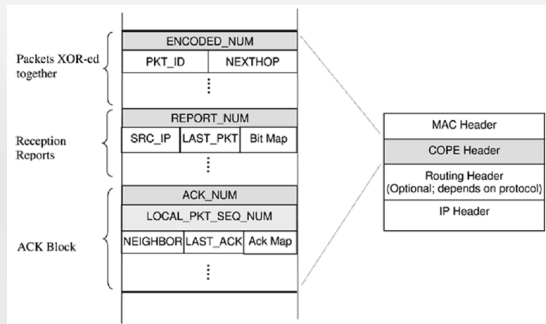 Packets XOR-ed
together
ENCODED_NUM
PKT_ID NEXTHOP
Reception
Reports
REPORT_NUM
SRC_IP LAST_PKT Bit Map
ACK Block
ACK_NUM
LOCAL_PKT_SEQ_NUM
NEIGHBOR LAST_ACK Ack Map
MAC Header
COPE Header
Routing Header
(Optional; depends on protocol)
IP Header